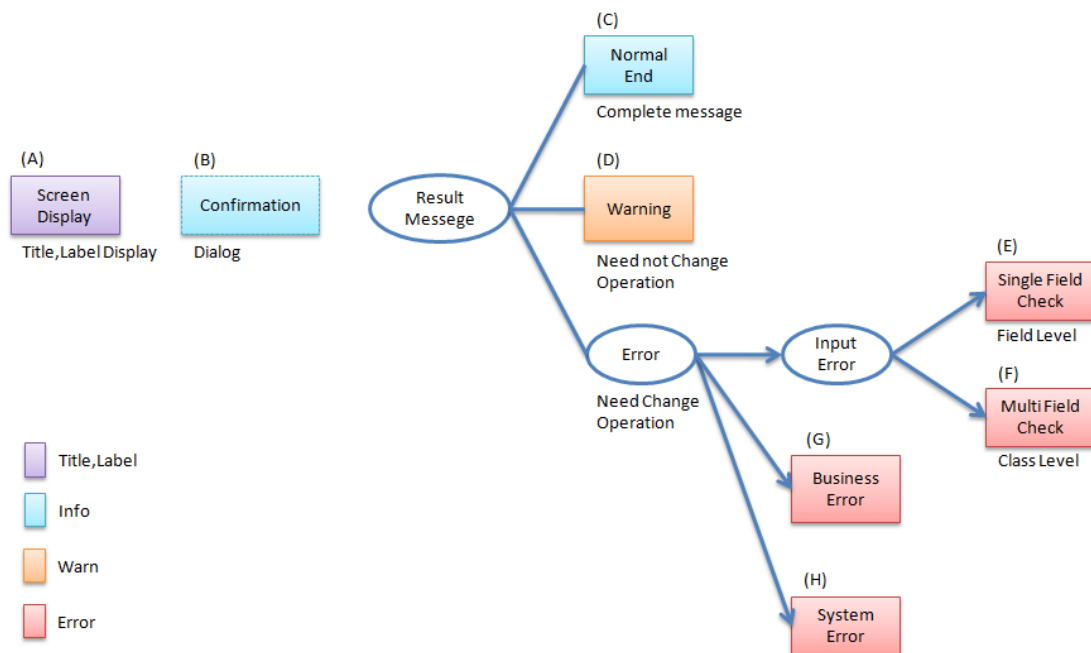 (A)
Screen
Display
Title,Label Display
(B)
Confirmation
Dialog
Result
Messege
(C)
Normal
End
Complete message
(D)
Warning
Need not Change
Operation
Error
Need Change
Operation
Input
Error
(E)
Single Field
Check
Field Level
(F)
Multi Field
Check
Class Level
(G)
Business
Error
(H)
System
Error
Title,Label
Info
Warn
Error